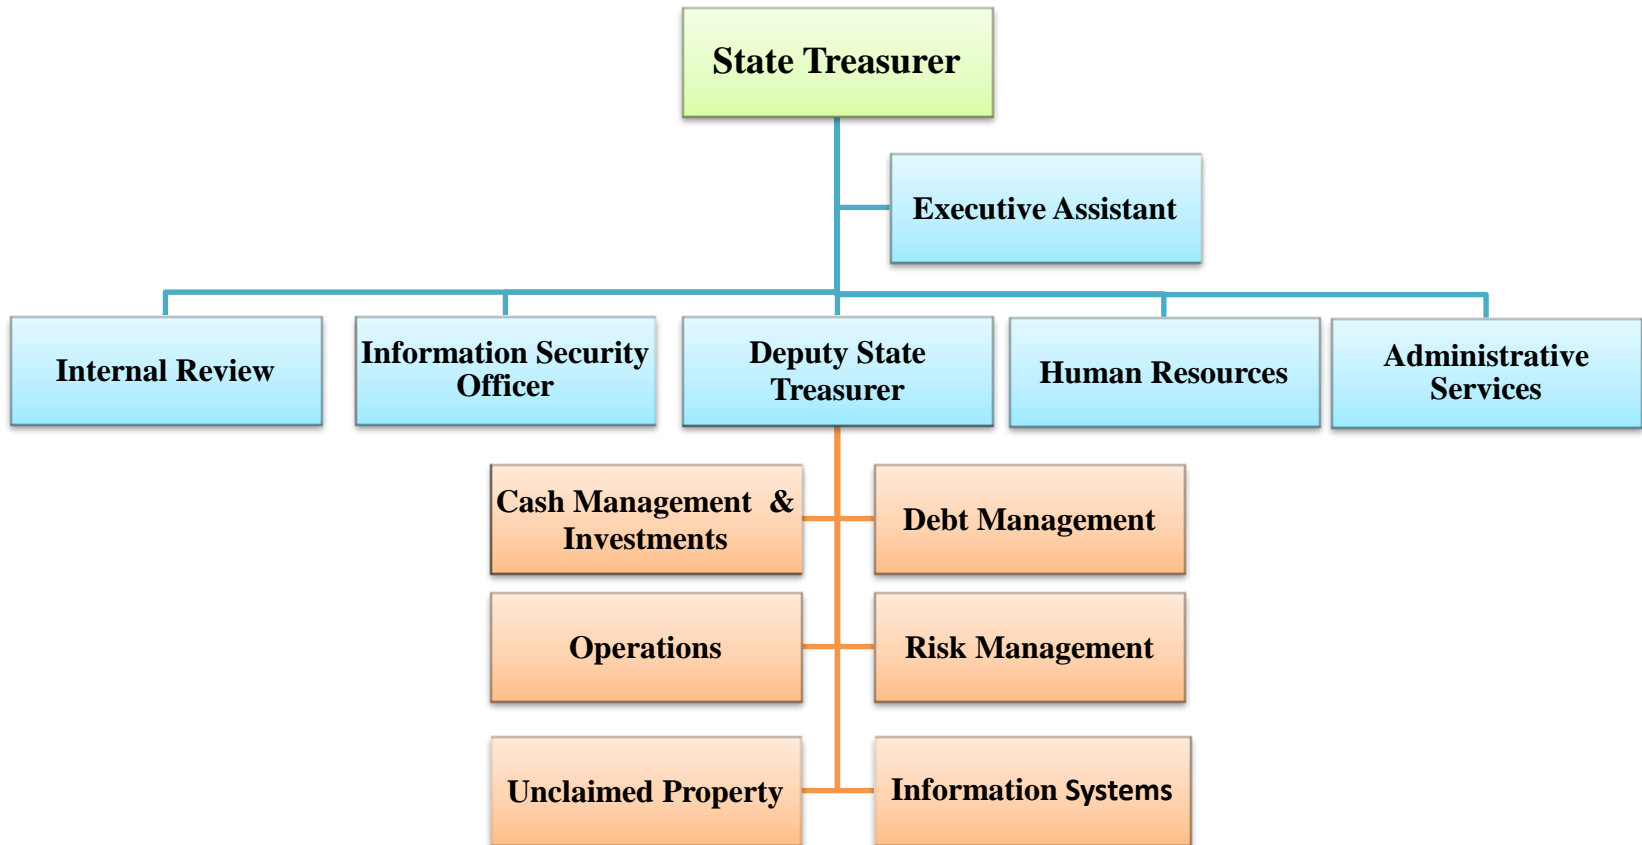 State Treasurer
Executive Assistant
Internal Review
Information Security
Officer
Deputy State
Treasurer
Human Resources
Administrative
Services
Cash Management &
Investments
Debt Management
Operations
Risk Management
Unclaimed Property
Information Systems